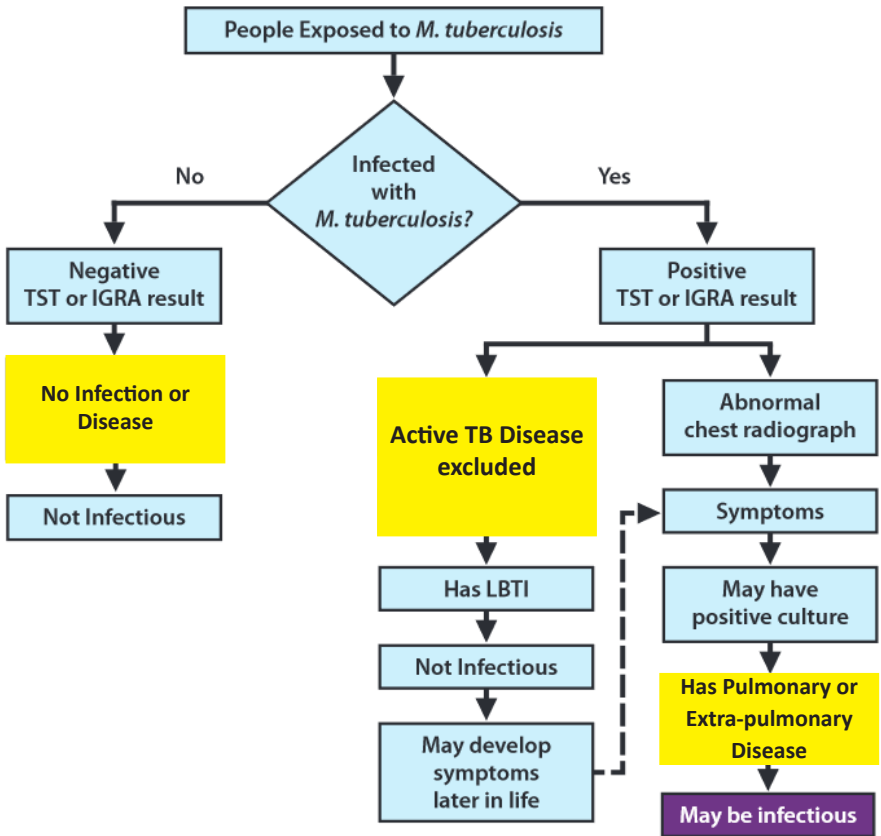 People Exposed to M. tuberculosis
Infected
with
M. tuberculosis?
No
Yes
Negative
TST or IGRA result
No Infection or
Disease
Not Infectious
Positive
TST or IGRA result
Active TB Disease
excluded
Has LBTI
Not Infectious
May develop
symptoms
later in life
Abnormal
chest radiograph
Symptoms
May have
positive culture
Has Pulmonary or
Extra-pulmonary
Disease
May be infectious